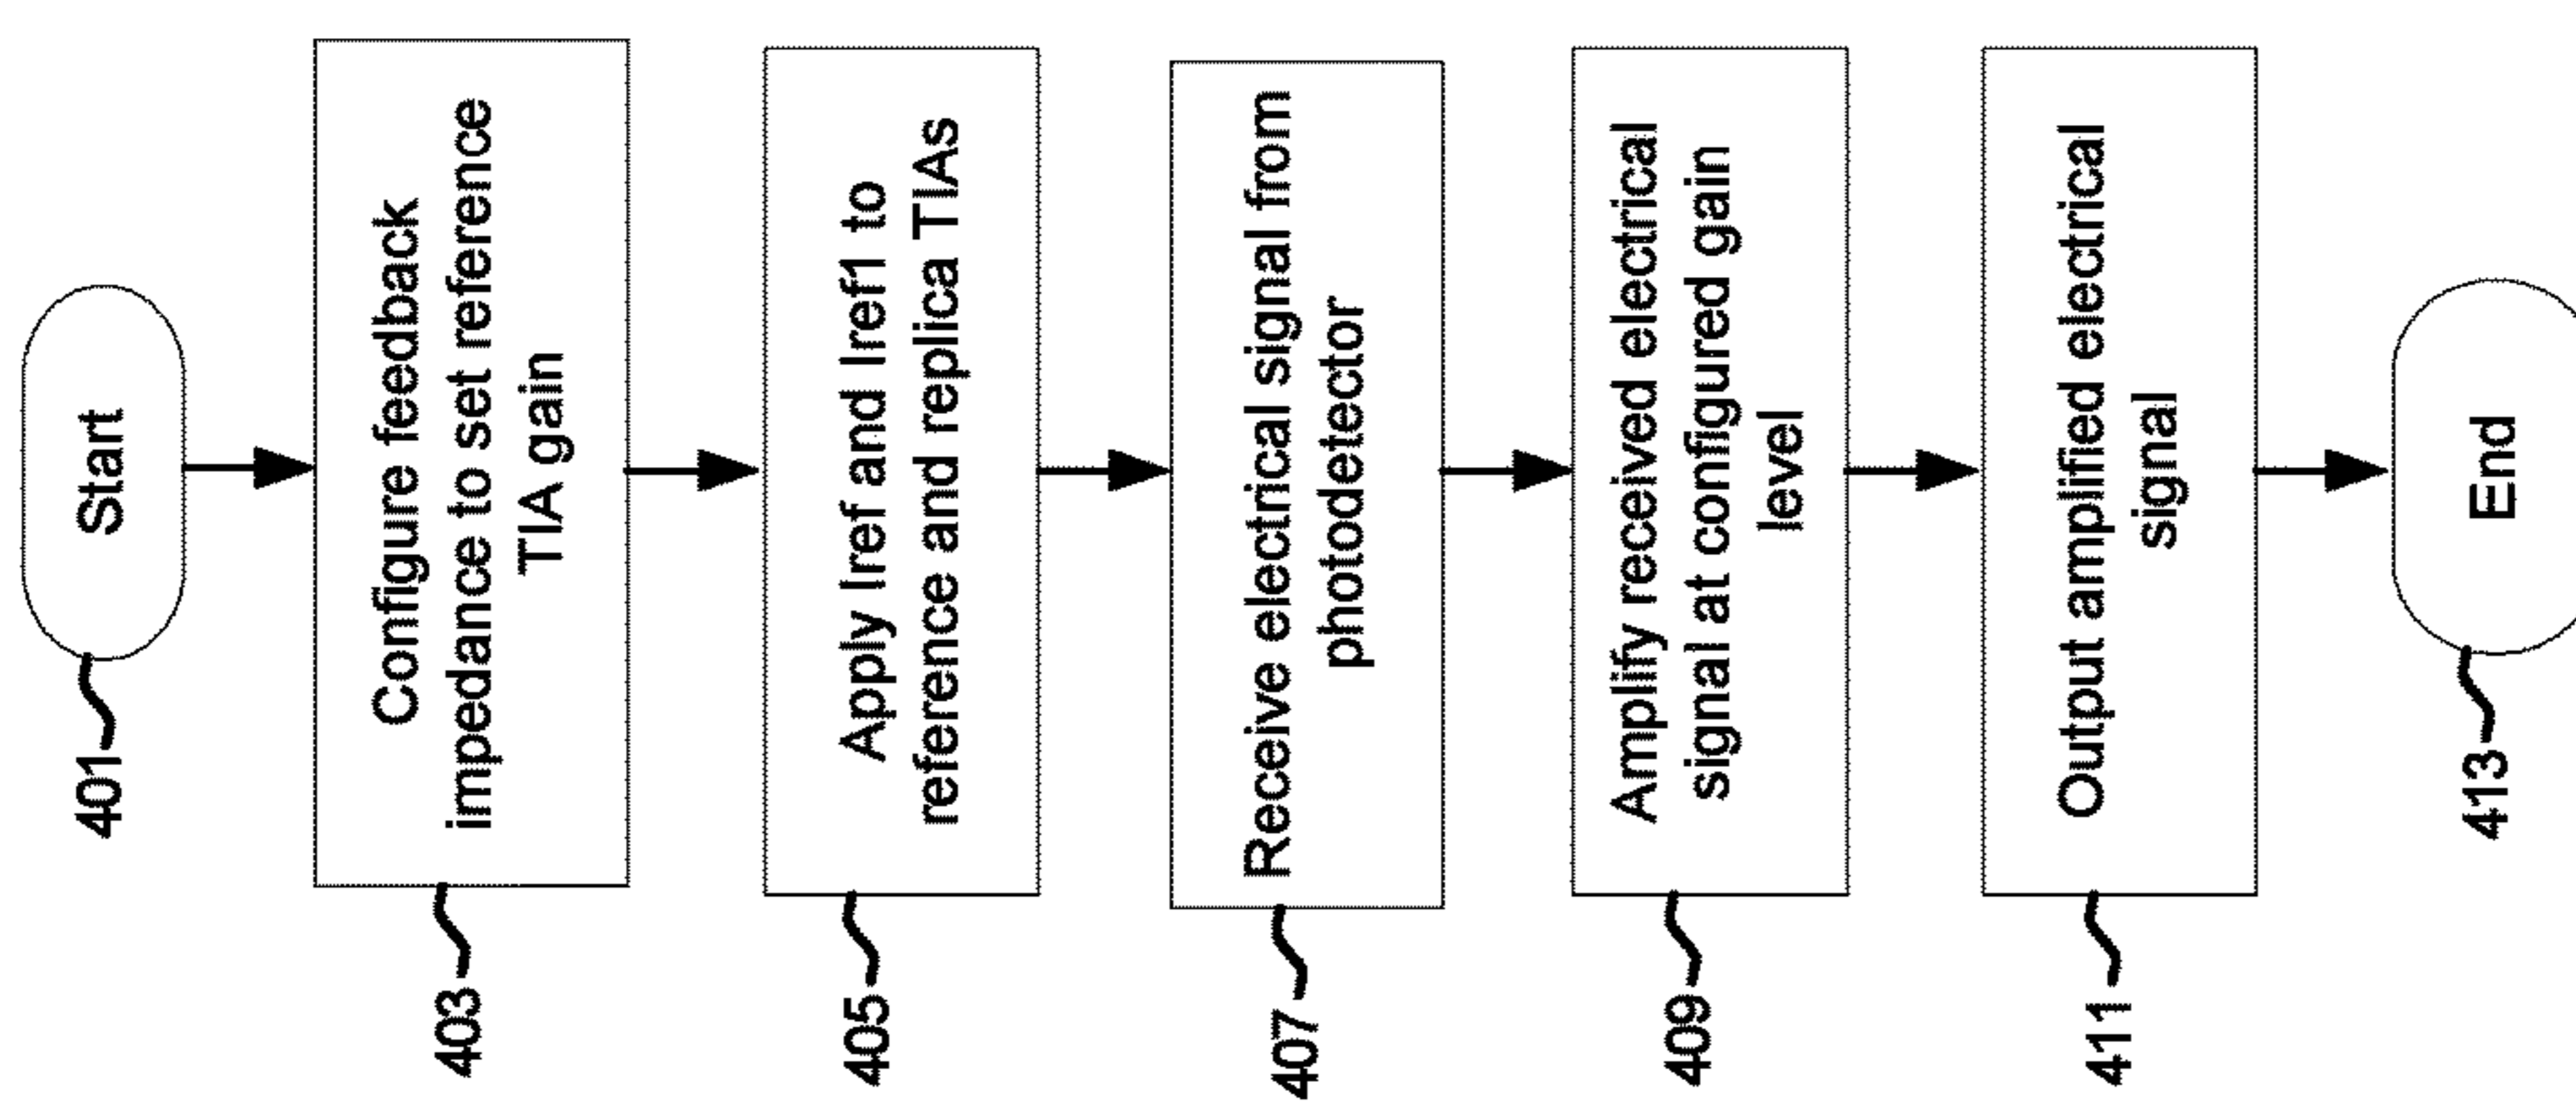 Start
401
Configure feedback
impedance to set reference
TIA gain
403
Apply Iref and Iref1 to
reference and replica TIAs
405
Receive electrical signal from
photodetector
407
Amplify received electrical
signal at configured gain
level
409
Output amplified electrical
signal
411
End
413